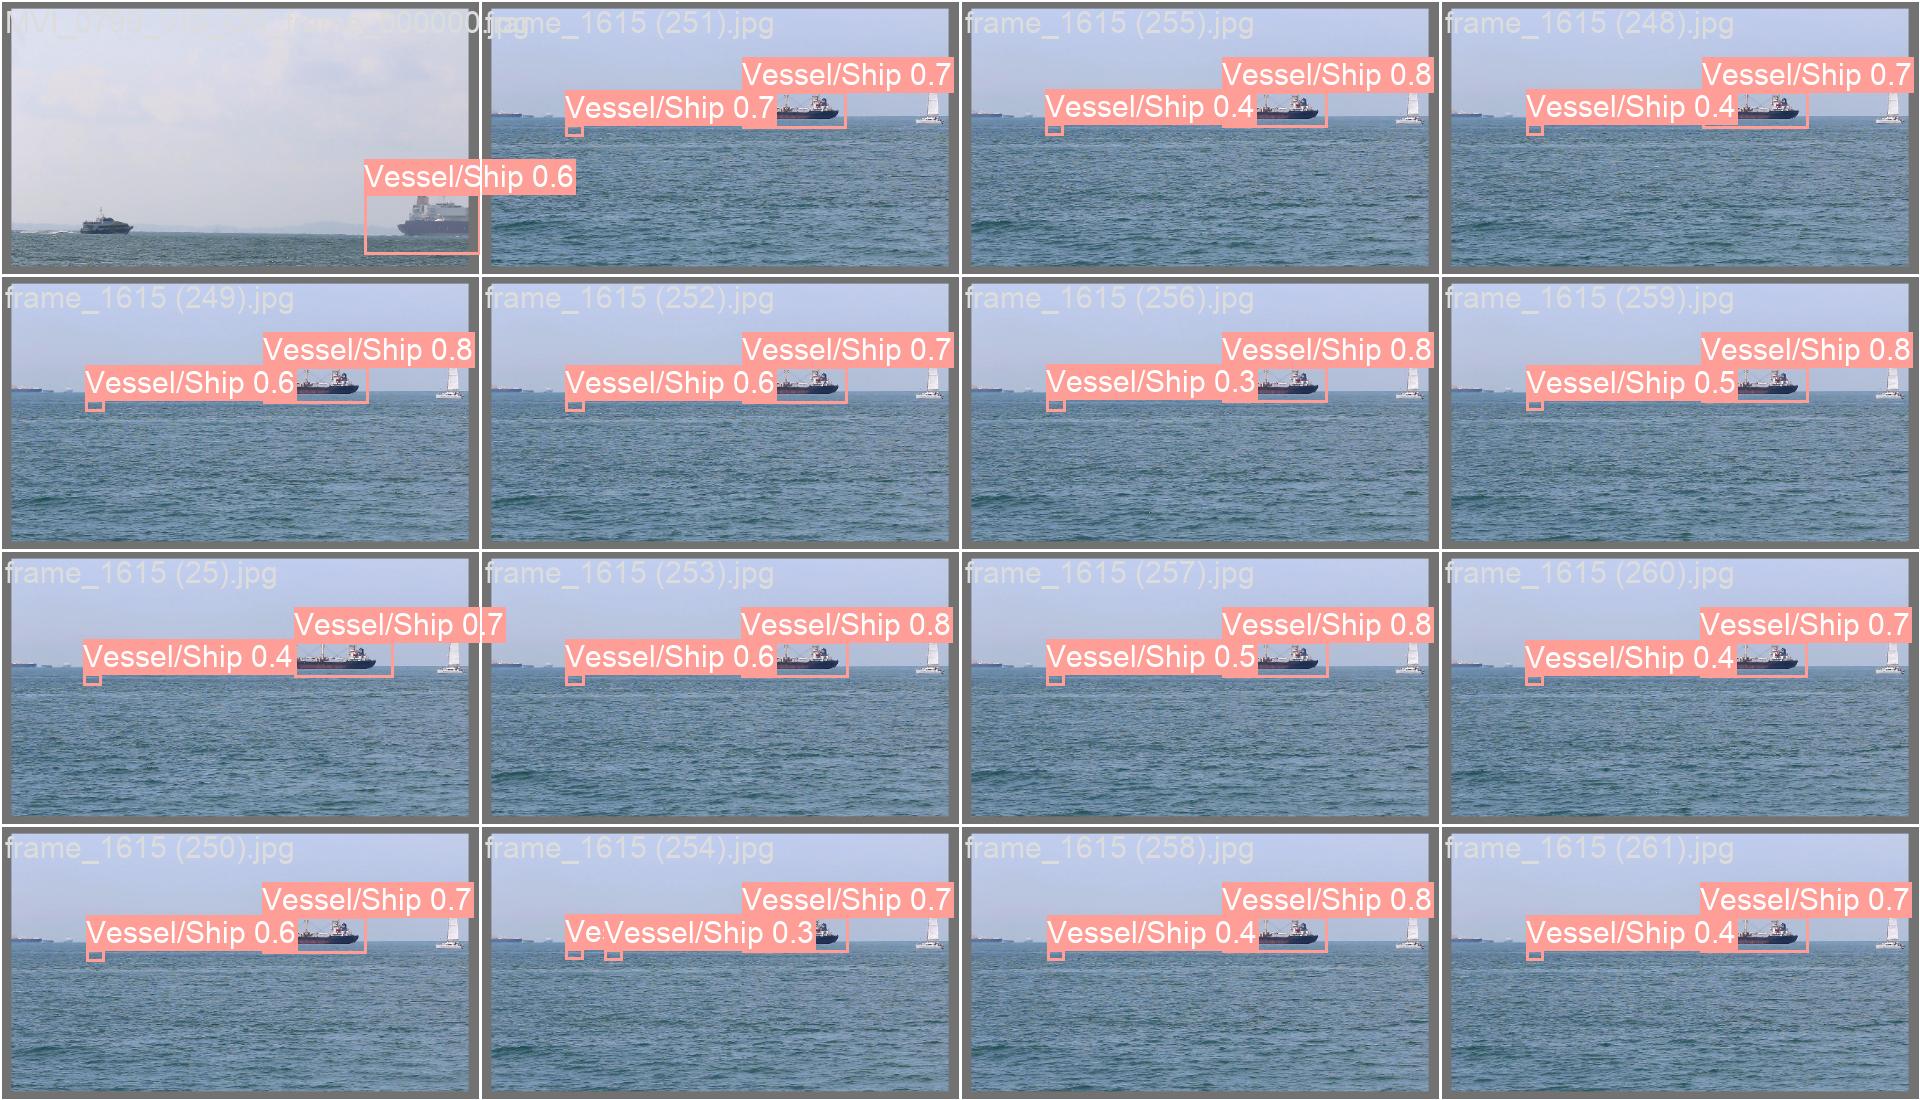 frame_1615 (251).jpg
frame_1615 (255).jpg
frame_1615 (248).jpg
Vessel/Ship 0.7
Vessel/Ship 0.8
Vessel/Ship 0.7
Vessel/Ship 0.7
Vessel/Ship 0.4
Vessel/Ship 0.4
Vessel/Ship 0.6
frame_1615 (249).jpg
frame_1615 (252).jpg
frame_1615 (256).jpg
frame_1615 (259).jpg
Vessel/Ship 0.8
Vessel/Ship 0.7
Vessel/Ship 0.8
Vessel/Ship 0.8
Vessel/Ship 0.6
Vessel/Ship 0.6
Vessel/Ship 0.3
Vessel/Ship 0.5
frame_1615 (25).jpg
frame_1615 (253).jpg
frame_1615 (257).jpg
frame_1615 (260).jpg
Vessel/Ship 0.7
Vessel/Ship 0.8
Vessel/Ship 0.8
Vessel/Ship 0.7
Vessel/Ship 0.4
Vessel/Ship 0.6
Vessel/Ship 0.5
Vessel/Ship 0.4
frame_1615 (250).jpg
frame_1615 (254).jpg
frame_1615 (258).jpg
frame_1615 (261).jpg
Vessel/Ship 0.7
Vessel/Ship 0.7
Vessel/Ship 0.8
Vessel/Ship 0.7
Vessel/Ship 0.6
Vessel/Ship 0.3
Vessel/Ship 0.4
Vessel/Ship 0.4